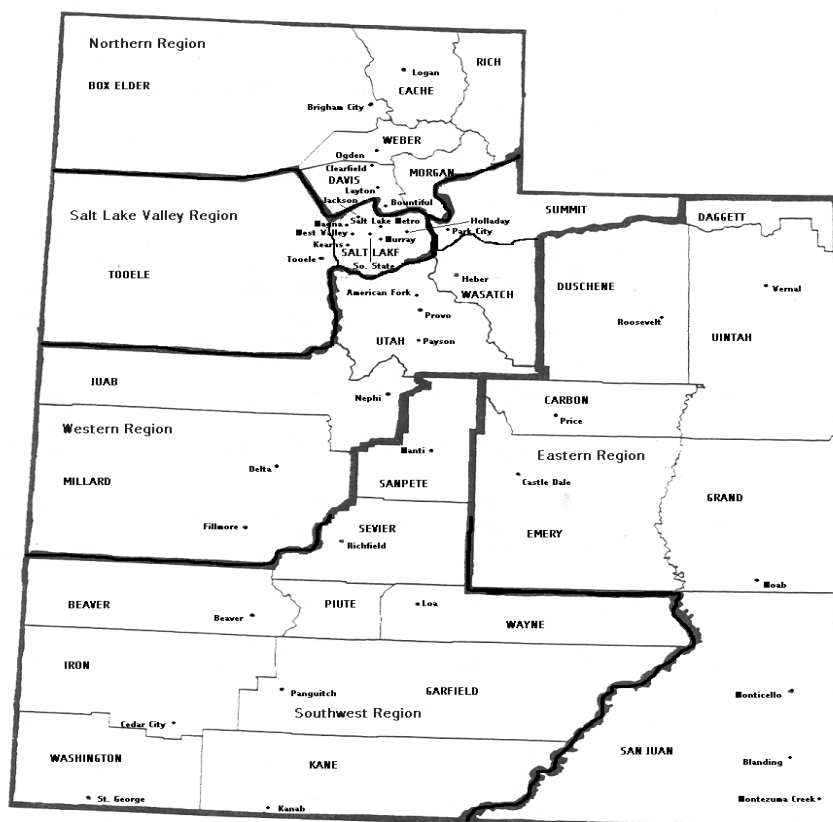 Northern Region
BOX ELDER
Logan
CACHE
RICH
Brigham City
WEBER
Ogden
Clearfield
DAVIS
MORGAN
Layton
Jackson
Bountiful
Salt Lake Valley Region
SUMMIT
DAGGETT
Magna
Salt Lake Metro
Holladay
West Valley
Murray
Park City
Kearns
SALT LAKE
Tooele
So. State
TOOELE
Heber
WASATCH
DUSCHENE
Vernal
American Fork
Provo
Roosevelt
UTAH
Payson
UINTAH
JUAB
Nephi
CARBON
Price
Western Region
Manti
Eastern Region
Delta
MILLARD
SANPETE
Castle Dale
GRAND
Fillmore
SEVIER
Richfield
EMERY
Moab
BEAVER
Beaver
PIUTE
Loa
WAYNE
IRON
Panguitch
GARFIELD
Monticello
Southwest Region
Cedar City
WASHINGTON
KANE
SAN JUAN
Blanding
St. George
Kanab
Montezuma Creek